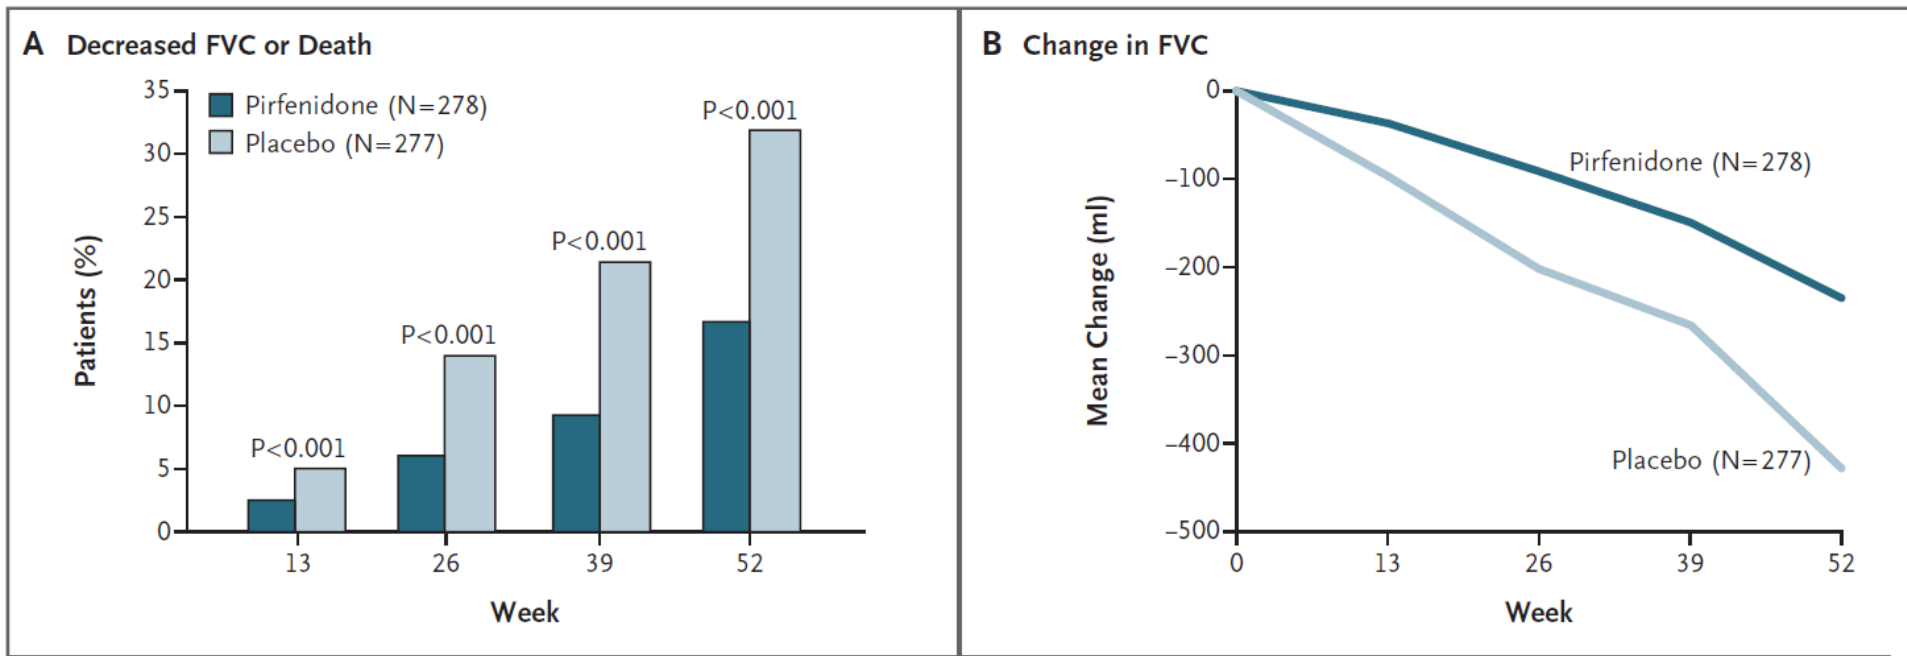 A Decreased FVC or Death
35
30
25
20
15
10
5
0
Patients (%)
Pirfenidone (N=278)
Placebo (N=277)
P<0.001
P<0.001
P<0.001
P<0.001
13 26 39 52
Week
B Change in FVC
0
–100
–200
–300
–400
–500
Mean Change (ml)
Pirfenidone (N=278)
Placebo (N=277)
0 13 26 39 52
Week